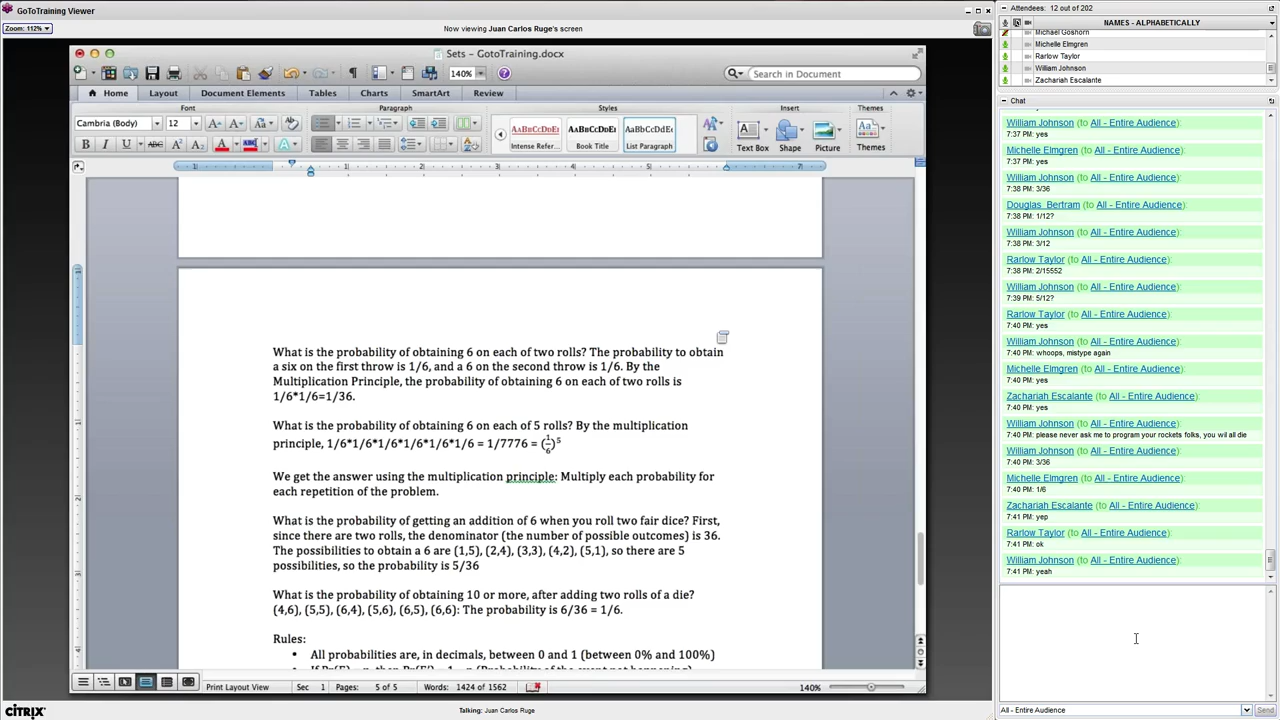 GoToTraining Viewer
Attendees: 12 out of 202
Zoom: 112%
Now viewing Juan Carlos Ruge's screen
NAMES - ALPHABETICALLY
Michael Goshorn
Michelle Elmgren
Rarlow Taylor
William Johnson
Zachariah Escalante
Sets - GotoTraining.docx
140%
Search in Document
Home Layout Document Elements Tables Charts SmartArt Review
Font Paragraph Styles Insert Themes
Cambria (Body) 12
AaBbCcDdEe AaBbCcDdEe AaBbCcDdEe
Intense Refer... Book Title List Paragraph
Text Box Shape Picture Themes
What is the probability of obtaining 6 on each of two rolls? The probability to obtain
a six on the first throw is 1/6, and a 6 on the second throw is 1/6. By the
Multiplication Principle, the probability of obtaining 6 on each of two rolls is
1/6*1/6=1/36.
What is the probability of obtaining 6 on each of 5 rolls? By the multiplication
principle, 1/6*1/6*1/6*1/6*1/6*1/6 = 1/7776 = (1/6)⁵
We get the answer using the multiplication principle: Multiply each probability for
each repetition of the problem.
What is the probability of getting an addition of 6 when you roll two fair dice? First,
since there are two rolls, the denominator (the number of possible outcomes) is 36.
The possibilities to obtain a 6 are (1,5), (2,4), (3,3), (4,2), (5,1), so there are 5
possibilities, so the probability is 5/36
What is the probability of obtaining 10 or more, after adding two rolls of a die?
(4,6), (5,5), (6,4), (5,6), (6,5), (6,6): The probability is 6/36 = 1/6.
Rules:
• All probabilities are, in decimals, between 0 and 1 (between 0% and 100%)
Print Layout View Sec 1 Pages: 5 of 5 Words: 1424 of 1562 140%
Chat
William Johnson (to All - Entire Audience):
7:37 PM: yes
Michelle Elmgren (to All - Entire Audience):
7:37 PM: yes
William Johnson (to All - Entire Audience):
7:38 PM: 3/36
Douglas Bertram (to All - Entire Audience):
7:38 PM: 1/12?
William Johnson (to All - Entire Audience):
7:38 PM: 3/12
Rarlow Taylor (to All - Entire Audience):
7:38 PM: 2/15552
William Johnson (to All - Entire Audience):
7:39 PM: 5/12?
Rarlow Taylor (to All - Entire Audience):
7:40 PM: yes
William Johnson (to All - Entire Audience):
7:40 PM: whoops, mistype again
Michelle Elmgren (to All - Entire Audience):
7:40 PM: yes
Zachariah Escalante (to All - Entire Audience):
7:40 PM: yes
William Johnson (to All - Entire Audience):
7:40 PM: please never ask me to program your rockets folks, you wil all die
William Johnson (to All - Entire Audience):
7:40 PM: 3/36
Michelle Elmgren (to All - Entire Audience):
7:40 PM: 1/6
Zachariah Escalante (to All - Entire Audience):
7:41 PM: yep
Rarlow Taylor (to All - Entire Audience):
7:41 PM: ok
William Johnson (to All - Entire Audience):
7:41 PM: yeah
All - Entire Audience
Send
CİTRIX
Talking: Juan Carlos Ruge